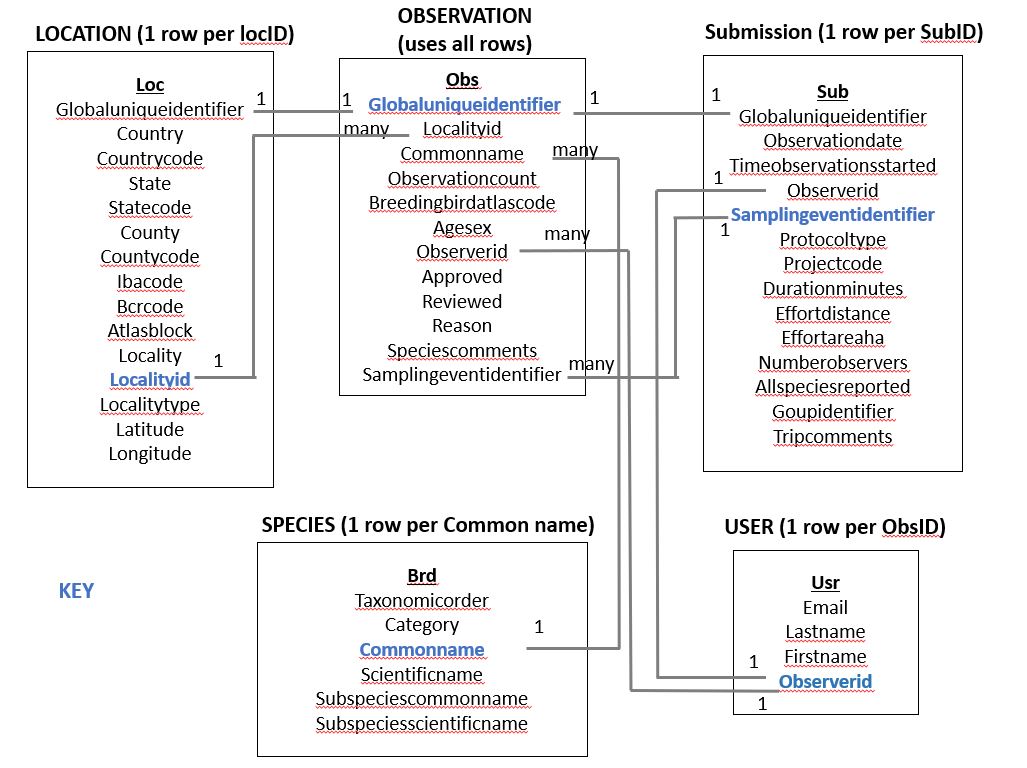 LOCATION (1 row per locID)
Loc
Globaluniqueidentifier
Country
Countrycode
State
Statecode
County
Countycode
Ibacode
Bcrcode
Atlasblock
Locality
Localityid
Localitytype
Latitude
Longitude
1
1
OBSERVATION
(uses all rows)
Obs
Globaluniqueidentifier
Localityid
Commonname
Observationcount
Breedingbirdatlascode
Agesex
Observerid
Approved
Reviewed
Reason
Speciescomments
Samplingeventidentifier
1
many
1
many
many
many
Submission (1 row per SubID)
Sub
Globaluniqueidentifier
Observationdate
Timeobservationsstarted
Observerid
Samplingeventidentifier
Protocoltype
Projectcode
Durationminutes
Effortdistance
Effortareaha
Numberobservers
Allspeciesreported
Goupidentifier
Tripcomments
1
1
1
KEY
SPECIES (1 row per Common name)
Brd
Taxonomicorder
Category
Commonname
Scientificname
Subspeciescommonname
Subspeciesscientificname
1
USER (1 row per ObsID)
Usr
Email
Lastname
Firstname
Observerid
1
1